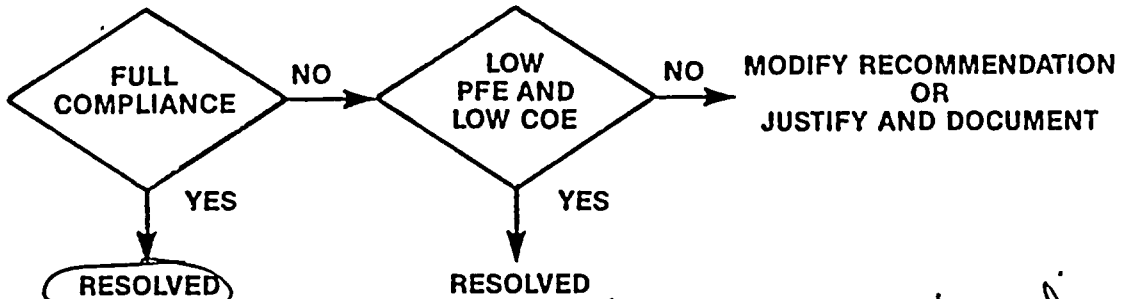 FULL
COMPLIANCE
NO
LOW
PFE AND
LOW COE
NO
MODIFY RECOMMENDATION
OR
JUSTIFY AND DOCUMENT
YES
YES
RESOLVED
RESOLVED